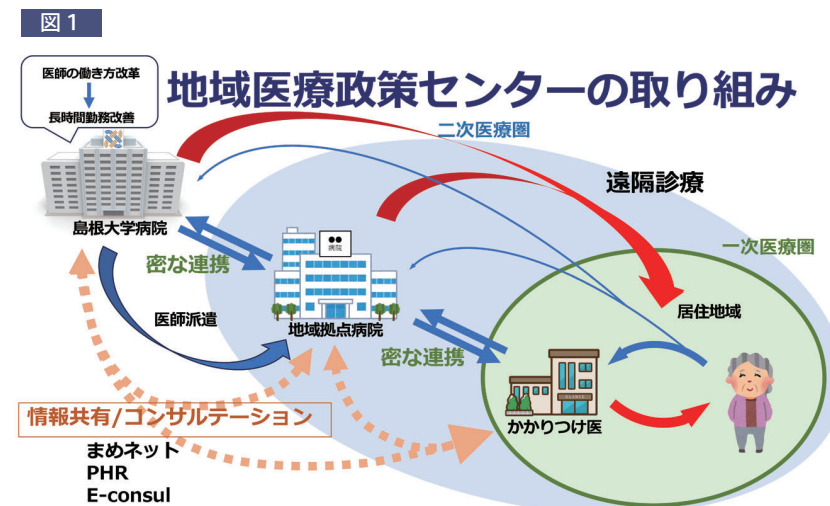 図1
医師の働き方改革
長時間勤務改善
地域医療政策センターの取り組み
二次医療圏
遠隔診療
島根大学病院
●●
病院
密な連携
一次医療圏
居住地域
医師派遣
地域拠点病院
密な連携
かかりつけ医
情報共有/コンサルテーション
まめネット
PHR
E-consul